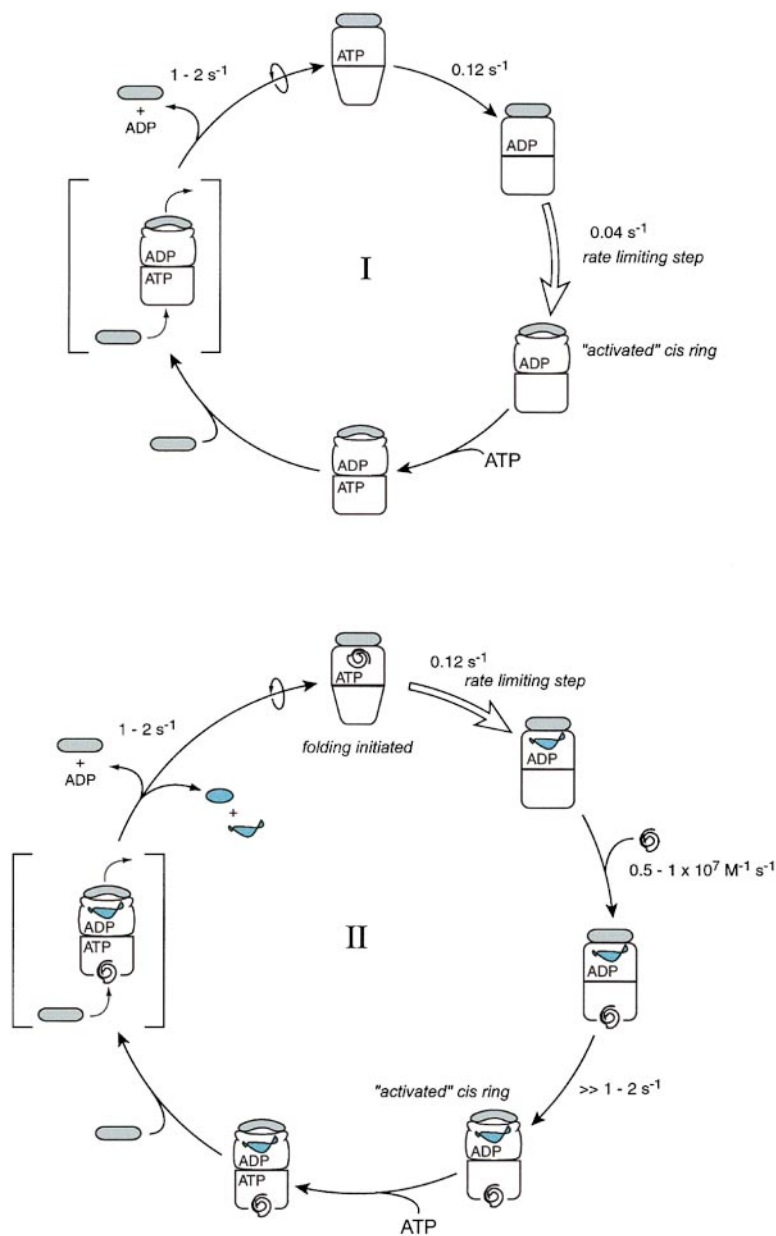 ATP
0.12 s-1
1 - 2 s-1
+
ADP
ADP
0.04 s-1
rate limiting step
ADP
ATP
I
ADP
"activated" cis ring
ADP
ATP
ATP
ATP
0.12 s-1
rate limiting step
folding initiated
1 - 2 s-1
+
ADP
+
ADP
0.5 - 1 x 10⁷ M-1 s-1
ADP
ATP
II
ADP
"activated" cis ring
>> 1 - 2 s-1
ADP
ATP
ADP
ATP